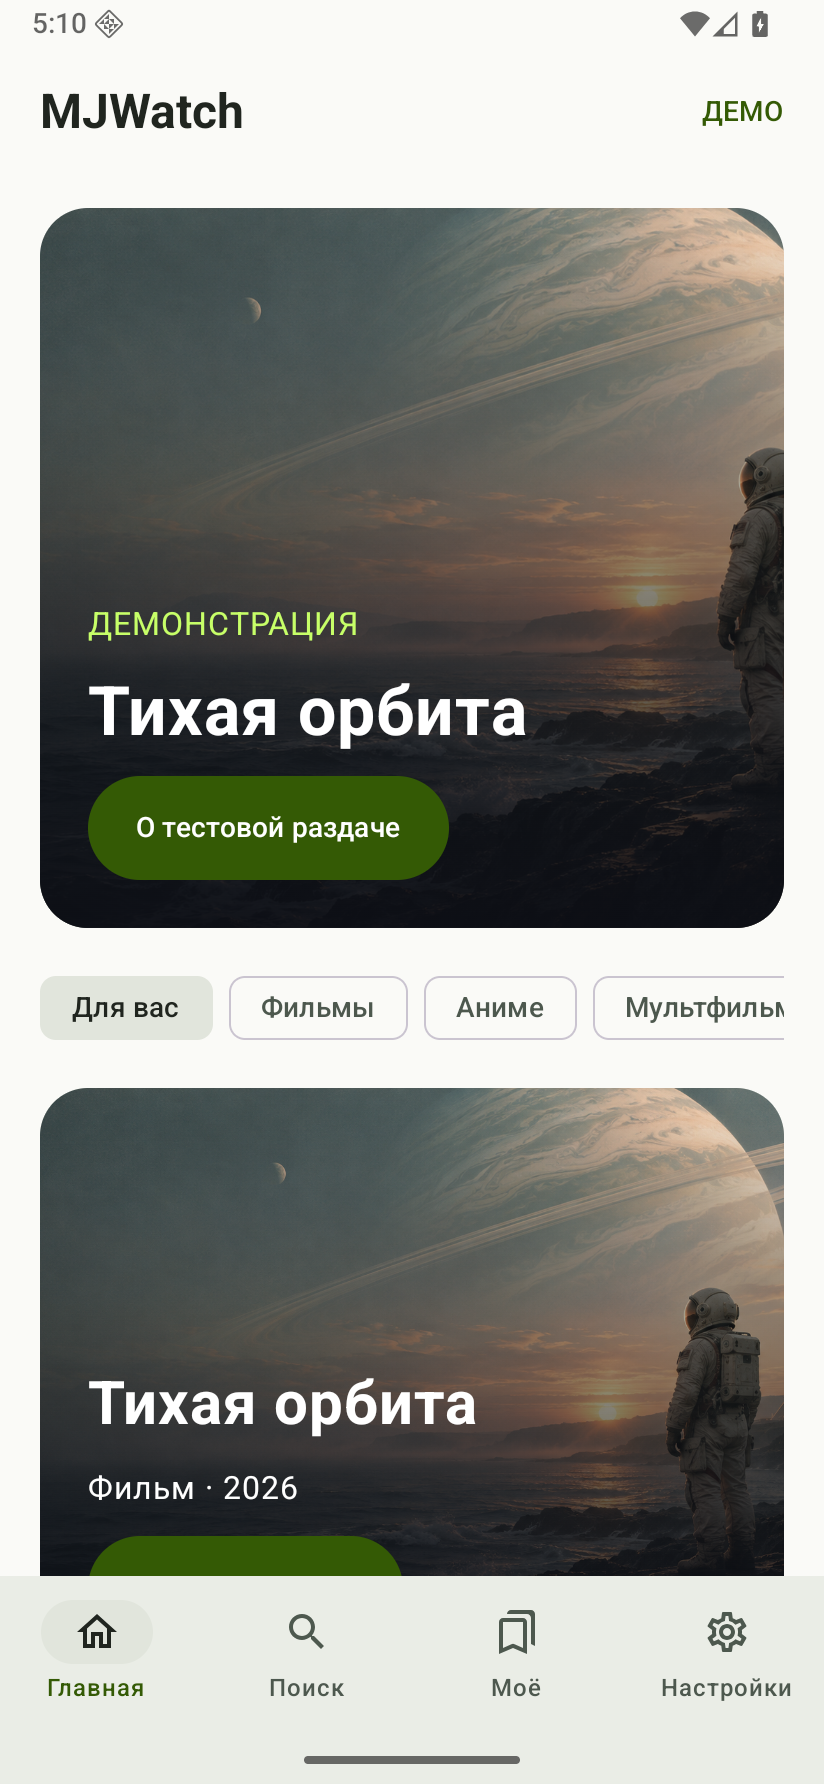 5:10
MJWatch
ДЕМО
ДЕМОНСТРАЦИЯ
Тихая орбита
О тестовой раздаче
Для вас
Фильмы
Аниме
Мультфильм
Тихая орбита
Фильм · 2026
Главная
Поиск
Моё
Настройки